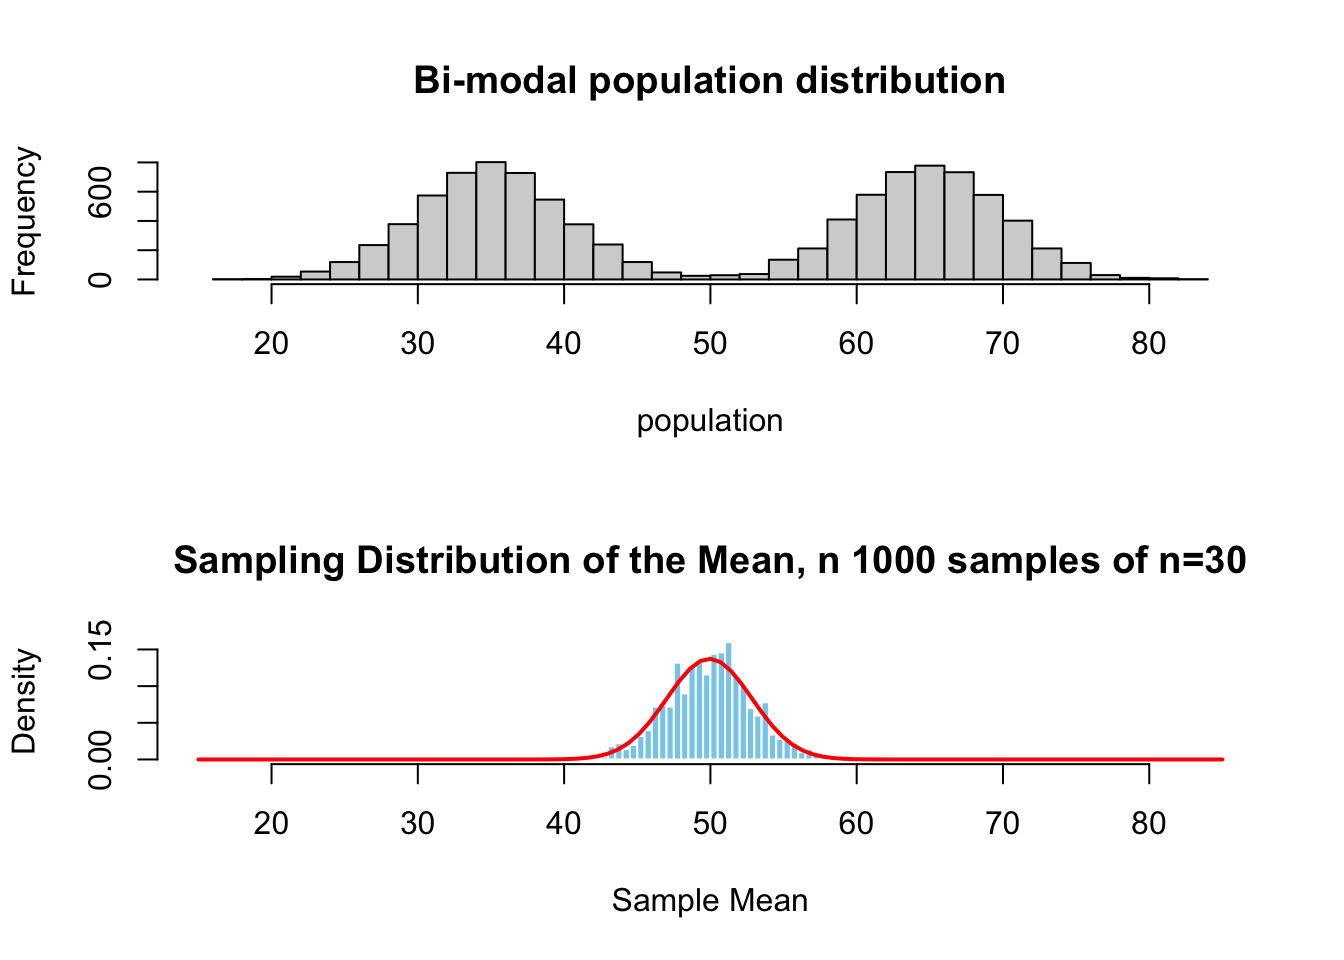 Bi-modal population distribution
Frequency
600
0
20 30 40 50 60 70 80
population
Sampling Distribution of the Mean, n 1000 samples of n=30
Density
0.15
0.00
20 30 40 50 60 70 80
Sample Mean